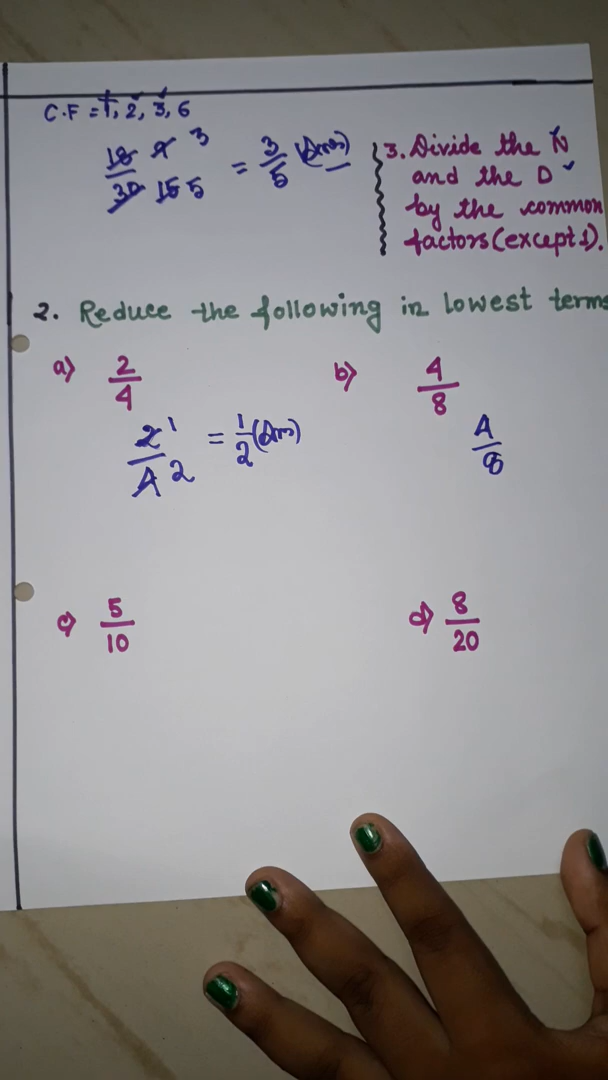 C.F = 1, 2, 3, 6
18 9 3 = 3 (Ans)
30 15 5 5
3. Divide the N
and the D
by the common
factors (except 1).
2. Reduce the following in lowest terms
a) 2/4
b) 4/8
2 1 = 1 (Ans)
4 2 2
4/8
c) 5/10
d) 8/20